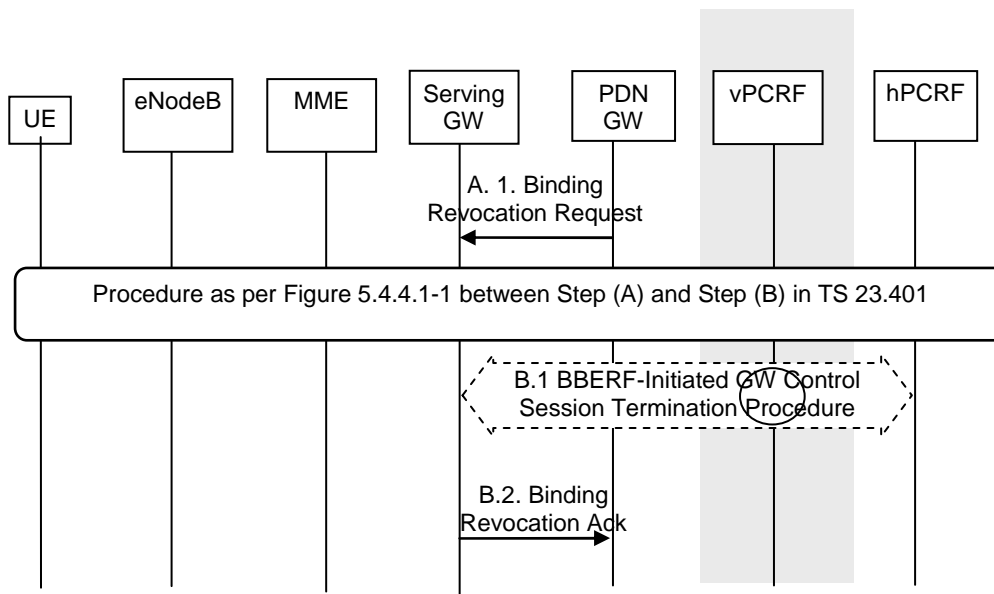 UE
eNodeB
MME
Serving
GW
PDN
GW
vPCRF
hPCRF
A. 1. Binding
Revocation Request
Procedure as per Figure 5.4.4.1-1 between Step (A) and Step (B) in TS 23.401
B.1 BBERF-Initiated GW Control
Session Termination Procedure
B.2. Binding
Revocation Ack